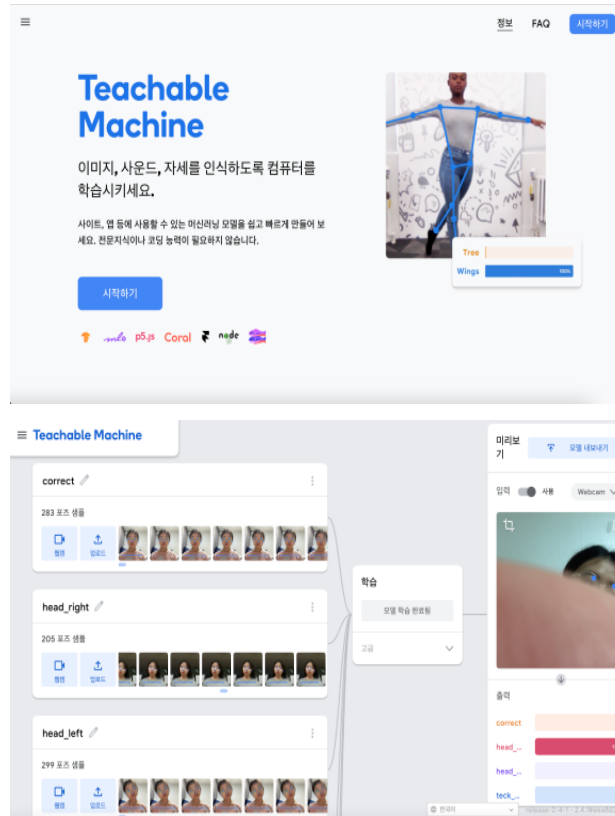 정보 FAQ 시작하기
Teachable
Machine
이미지, 사운드, 자세를 인식하도록 컴퓨터를
학습시키세요.
사이트, 앱 등에 사용할 수 있는 머신러닝 모델을 쉽고 빠르게 만들어 보
세요. 전문지식이나 코딩 능력이 필요하지 않습니다.
시작하기
Tree
Wings 100%
p5.js Coral node
Teachable Machine
미리보
기
모델 내보내기
correct
입력 사용 Webcam
283 포즈 샘플
웹캠 업로드
학습
모델 학습 완료됨
고급
head_right
205 포즈 샘플
웹캠 업로드
head_left
299 포즈 샘플
웹캠 업로드
출력
correct
head_...
head_...
teck_...
한국어